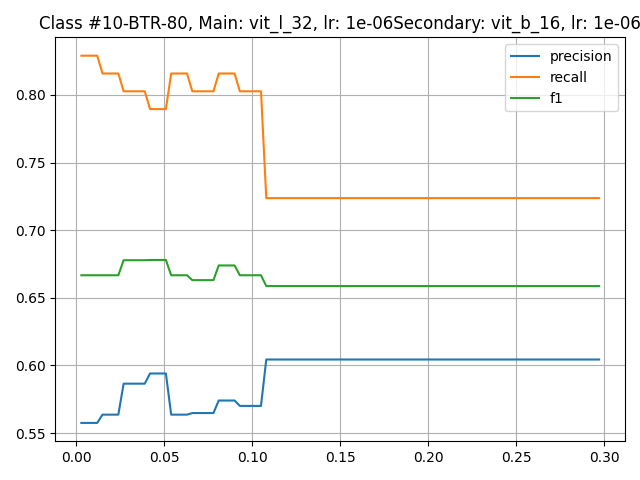 Class #10-BTR-80, Main: vit_l_32, lr: 1e-06Secondary: vit_b_16, lr: 1e-06
precision
recall
f1
0.80
0.75
0.70
0.65
0.60
0.55
0.00 0.05 0.10 0.15 0.20 0.25 0.30